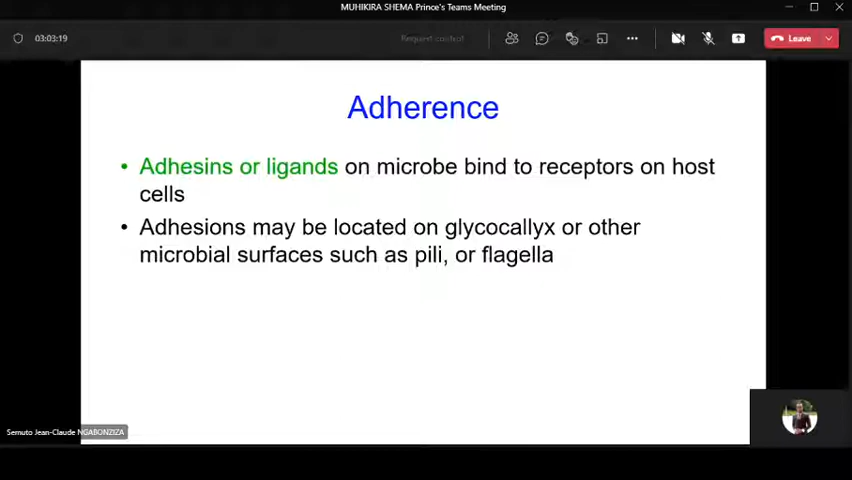 MUHIKIRA SHEMA Prince's Teams Meeting
03:03:19
Request control
Leave
Adherence
• Adhesins or ligands on microbe bind to receptors on host
cells
• Adhesions may be located on glycocallyx or other
microbial surfaces such as pili, or flagella
Semuto Jean-Claude NGABONZIZA